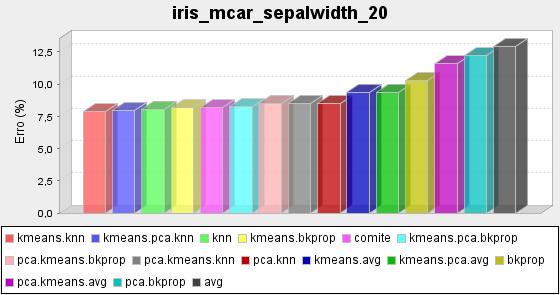 iris_mcar_sepalwidth_20
Erro (%)
12,5
10,0
7,5
5,0
2,5
0,0
kmeans.knn kmeans.pca.knn knn kmeans.bkprop comite kmeans.pca.bkprop
pca.kmeans.bkprop pca.kmeans.knn pca.knn kmeans.avg kmeans.pca.avg bkprop
pca.kmeans.avg pca.bkprop avg